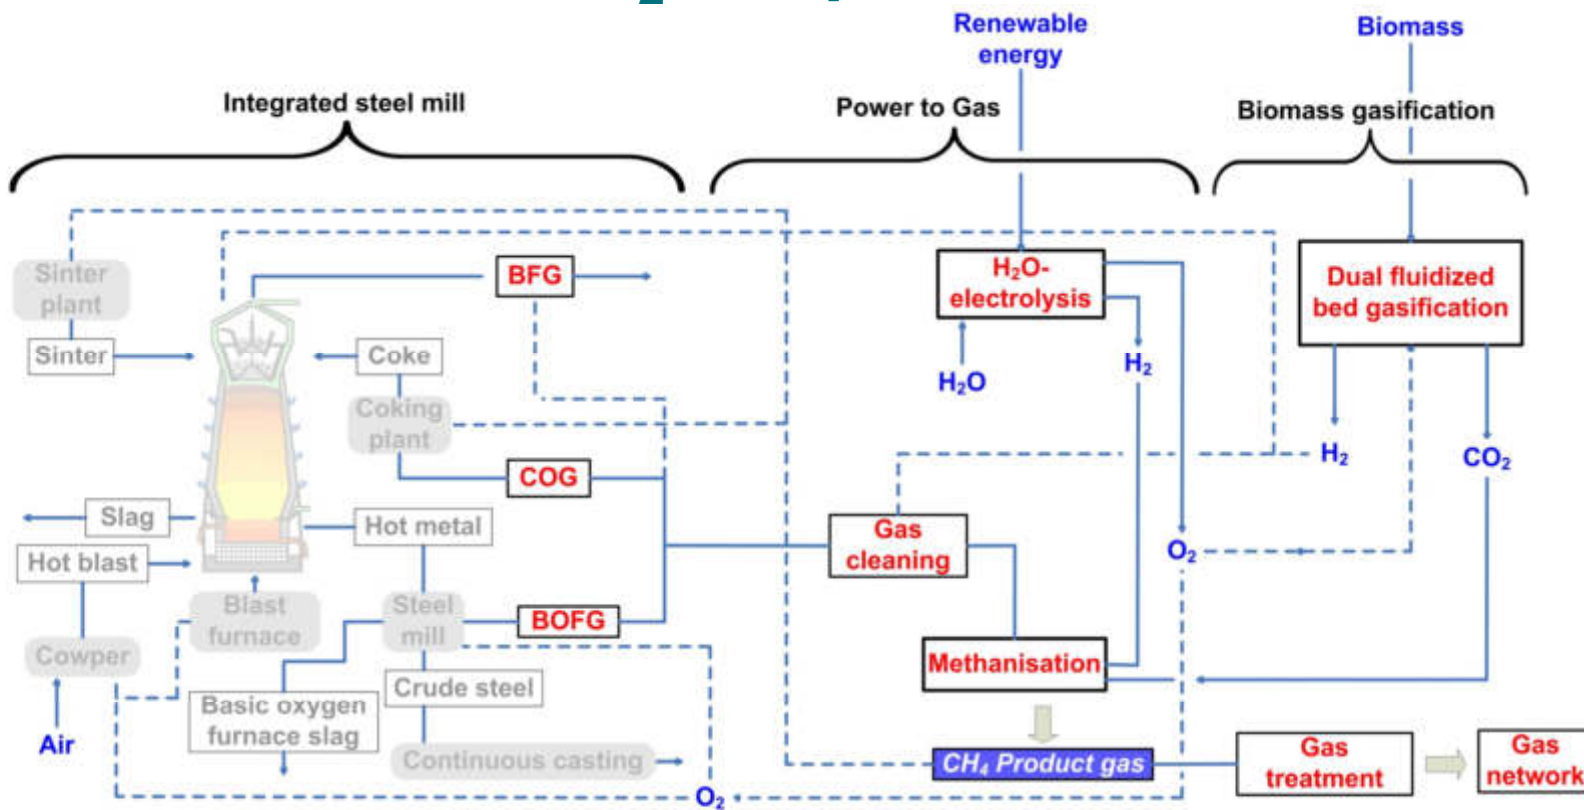 Renewable
energy
Biomass
Integrated steel mill
Power to Gas
Biomass gasification
Sinter
plant
BFG
H₂O-
electrolysis
Dual fluidized
bed gasification
Sinter
Coke
H₂O
H₂
Coking
plant
H₂
CO₂
COG
Slag
Hot metal
Gas
cleaning
O₂
Hot blast
Blast
furnace
Steel
mill
BOFG
Cowper
Methanisation
Crude steel
Basic oxygen
furnace slag
Air
Continuous casting
CH₄ Product gas
Gas
treatment
Gas
network
O₂